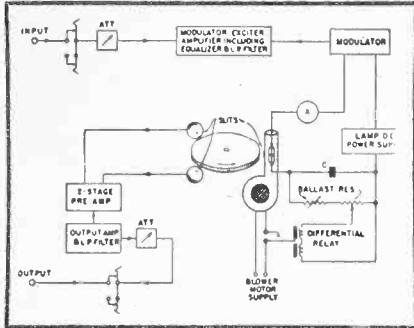 INPUT
ATT
MODULATOR EXCITER
AMPLIFIER INCLUDING
EQUALIZER & L.P. FILTER
MODULATOR
A
SLITS
LAMP DC
POWER SUP
C
BALLAST RES.
2-STAGE
PRE-AMP
OUTPUT AMP
& L.P. FILTER
ATT
DIFFERENTIAL
RELAY
OUTPUT
BLOWER
MOTOR
SUPPLY